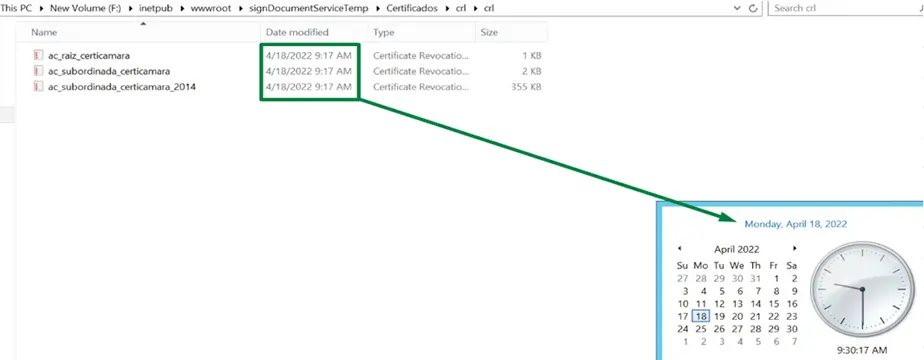 This PC ▸ New Volume (F:) ▸ inetpub ▸ wwwroot ▸ signDocumentServiceTemp ▸ Certificados ▸ crl ▸ crl
Search crl
Name Date modified Type Size
ac_raiz_certicamara 4/18/2022 9:17 AM Certificate Revocatio... 1 KB
ac_subordinada_certicamara 4/18/2022 9:17 AM Certificate Revocatio... 2 KB
ac_subordinada_certicamara_2014 4/18/2022 9:17 AM Certificate Revocatio... 355 KB
Monday, April 18, 2022
April 2022
Su Mo Tu We Th Fr Sa
27 28 29 30 31 1 2
3 4 5 6 7 8 9
10 11 12 13 14 15 16
17 18 19 20 21 22 23
24 25 26 27 28 29 30
1 2 3 4 5 6 7
9:30:17 AM